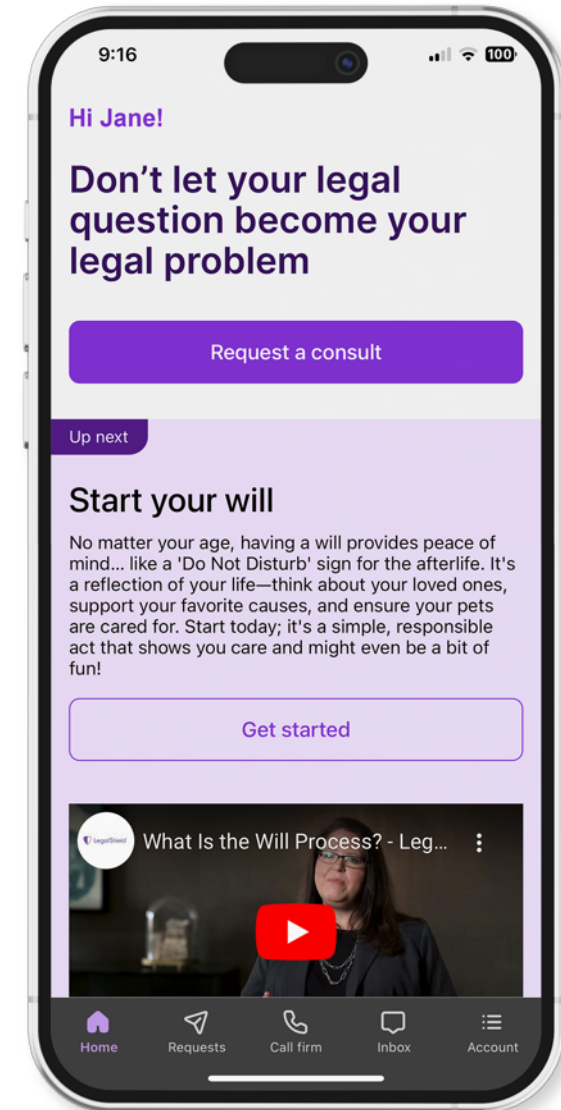 9:16
100
Hi Jane!
Don’t let your legal
question become your
legal problem
Request a consult
Up next
Start your will
No matter your age, having a will provides peace of
mind... like a 'Do Not Disturb' sign for the afterlife. It's
a reflection of your life—think about your loved ones,
support your favorite causes, and ensure your pets
are cared for. Start today; it's a simple, responsible
act that shows you care and might even be a bit of
fun!
Get started
LegalShield
What Is the Will Process? - Leg...
Home
Requests
Call firm
Inbox
Account